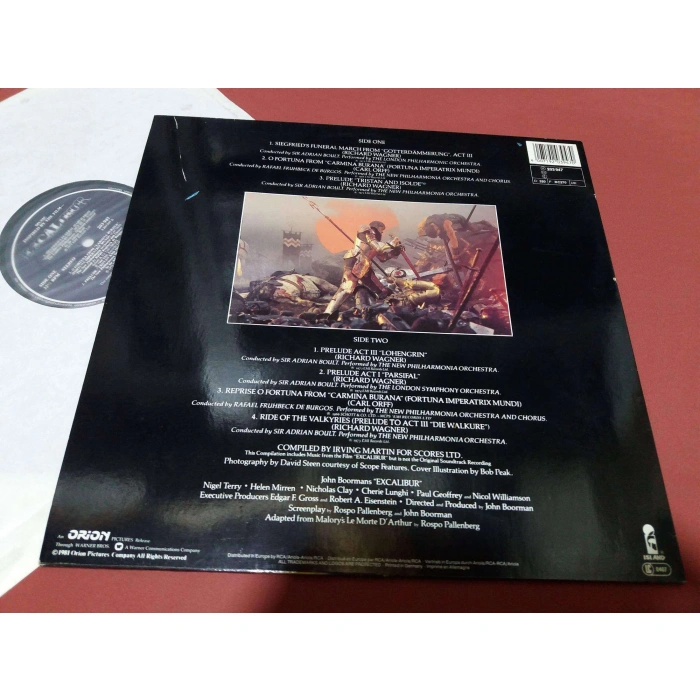 SIDE ONE
1. SIEGFRIED'S FUNERAL MARCH FROM "GOTTERDAMMERUNG", ACT III
(RICHARD WAGNER)
Conducted by SIR ADRIAN BOULT. Performed by THE LONDON PHILHARMONIC ORCHESTRA.
2. O FORTUNA FROM "CARMINA BURANA" (FORTUNA IMPERATRIX MUNDI)
(CARL ORFF)
Conducted by RAFAEL FRUHBECK DE BURGOS. Performed by THE NEW PHILHARMONIA ORCHESTRA AND CHORUS.
3. PRELUDE "TRISTAN AND ISOLDE"
(RICHARD WAGNER)
Conducted by SIR ADRIAN BOULT. Performed by THE NEW PHILHARMONIA ORCHESTRA.
SIDE TWO
1. PRELUDE ACT III "LOHENGRIN"
(RICHARD WAGNER)
Conducted by SIR ADRIAN BOULT. Performed by THE NEW PHILHARMONIA ORCHESTRA.
2. PRELUDE ACT I "PARSIFAL"
(RICHARD WAGNER)
Conducted by SIR ADRIAN BOULT. Performed by THE LONDON SYMPHONY ORCHESTRA.
3. REPRISE O FORTUNA FROM "CARMINA BURANA" (FORTUNA IMPERATRIX MUNDI)
(CARL ORFF)
Conducted by RAFAEL FRUHBECK DE BURGOS. Performed by THE NEW PHILHARMONIA ORCHESTRA AND CHORUS.
4. RIDE OF THE VALKYRIES (PRELUDE TO ACT III "DIE WALKURE")
(RICHARD WAGNER)
Conducted by SIR ADRIAN BOULT. Performed by THE NEW PHILHARMONIA ORCHESTRA.
COMPILED BY IRVING MARTIN FOR SCORES LTD.
This Compilation includes Music from the Film "EXCALIBUR" but is not the Original Soundtrack Recording.
Photography by David Steen courtesy of Scope Features. Cover Illustration by Bob Peak.
John Boormans "EXCALIBUR"
Nigel Terry • Helen Mirren • Nicholas Clay • Cherie Lunghi • Paul Geoffrey and Nicol Williamson
Executive Producers Edgar F. Gross and Robert A. Eisenstein • Directed and Produced by John Boorman
Screenplay by Rospo Pallenberg and John Boorman
Adapted from Malory's Le Morte D'Arthur by Rospo Pallenberg
An ORION PICTURES Release
Through WARNER BROS. A Warner Communications Company
©1981 Orion Pictures Company All Rights Reserved
ISLAND